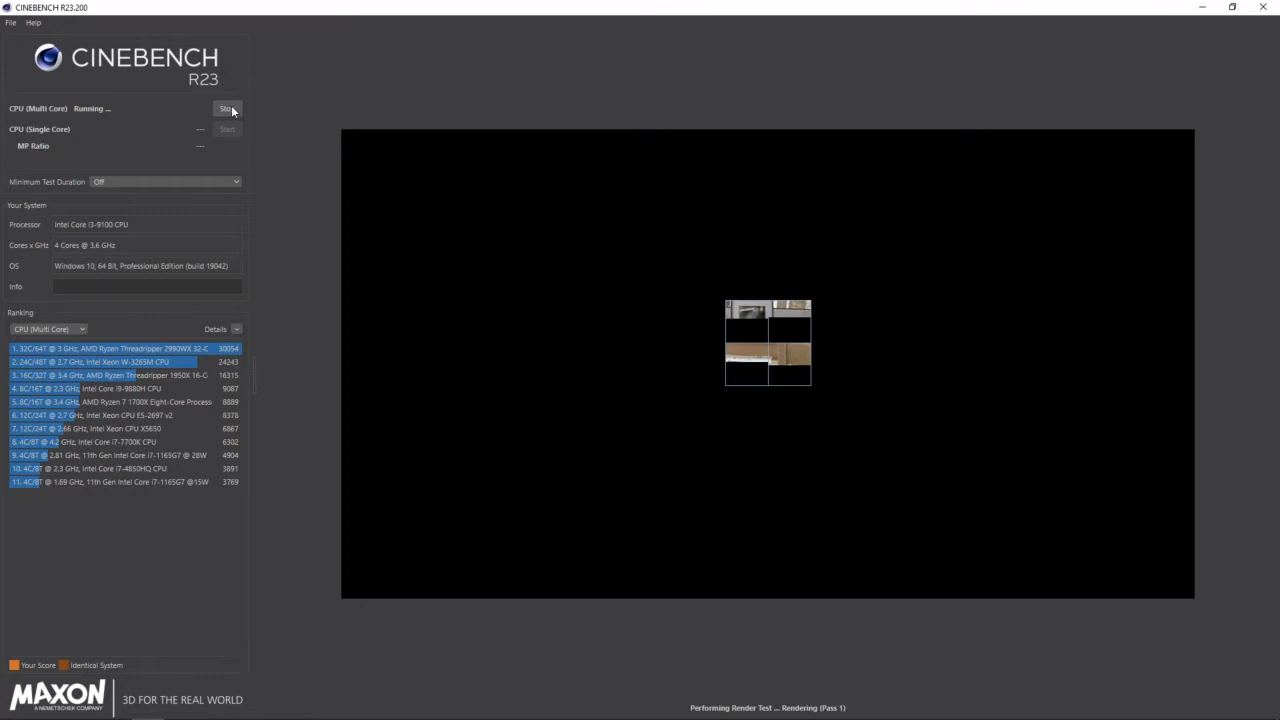 CINEBENCH R23.200
File Help
CINEBENCH
R23
CPU (Multi Core) Running ...
CPU (Single Core) --- Start
MP Ratio ---
Minimum Test Duration Off
Your System
Processor Intel Core i3-9100 CPU
Cores x GHz 4 Cores @ 3.6 GHz
OS Windows 10, 64 Bit, Professional Edition (build 19042)
Info
Ranking
CPU (Multi Core) Details
1. 32C/64T @ 3 GHz, AMD Ryzen Threadripper 2990WX 32-C 30054
2. 24C/48T @ 2.7 GHz, Intel Xeon W-3265M CPU 24243
3. 16C/32T @ 3.4 GHz, AMD Ryzen Threadripper 1950X 16-C 16315
4. 8C/16T @ 2.3 GHz, Intel Core i9-9880H CPU 9087
5. 8C/16T @ 3.4 GHz, AMD Ryzen 7 1700X Eight-Core Process 8889
6. 12C/24T @ 2.7 GHz, Intel Xeon CPU E5-2697 v2 8378
7. 12C/24T @ 2.66 GHz, Intel Xeon CPU X5650 6867
8. 4C/8T @ 4.2 GHz, Intel Core i7-7700K CPU 6302
9. 4C/8T @ 2.81 GHz, 11th Gen Intel Core i7-1165G7 @ 28W 4904
10. 4C/8T @ 2.3 GHz, Intel Core i7-4850HQ CPU 3891
11. 4C/8T @ 1.69 GHz, 11th Gen Intel Core i7-1165G7 @15W 3769
Your Score Identical System
MAXON
A NEMETSCHEK COMPANY
3D FOR THE REAL WORLD
Performing Render Test ... Rendering (Pass 1)